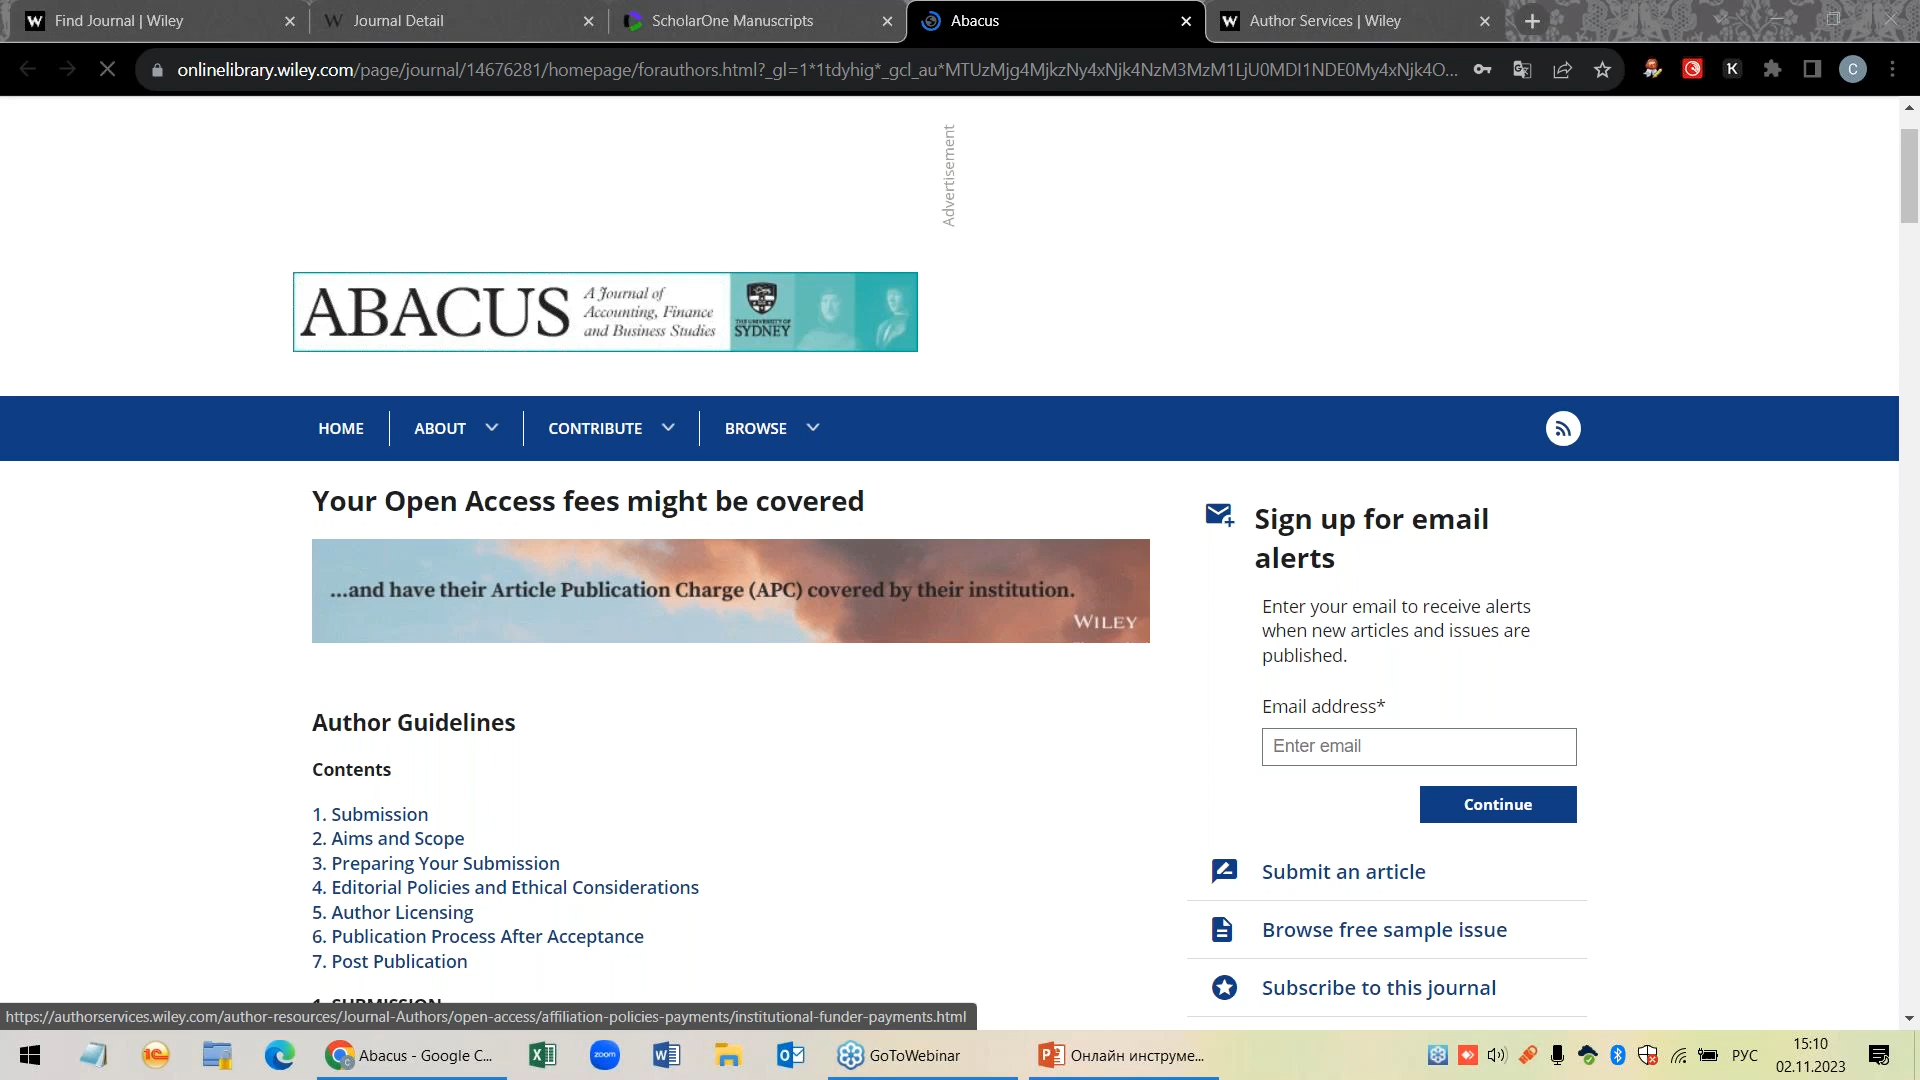 Find Journal | Wiley
Journal Detail
ScholarOne Manuscripts
Abacus
Author Services | Wiley
onlinelibrary.wiley.com/page/journal/14676281/homepage/forauthors.html?_gl=1*1tdyhig*_gcl_au*MTUzMjg4MjkzNy4xNjk4NzM3MzM1LjU0MDI1NDE0My4xNjk4O...
Advertisement
ABACUS
A Journal of
Accounting, Finance
and Business Studies
THE UNIVERSITY OF
SYDNEY
HOME
ABOUT
CONTRIBUTE
BROWSE
Your Open Access fees might be covered
...and have their Article Publication Charge (APC) covered by their institution.
WILEY
Author Guidelines
Contents
1. Submission
2. Aims and Scope
3. Preparing Your Submission
4. Editorial Policies and Ethical Considerations
5. Author Licensing
6. Publication Process After Acceptance
7. Post Publication
1. SUBMISSION
Sign up for email
alerts
Enter your email to receive alerts
when new articles and issues are
published.
Email address*
Enter email
Continue
Submit an article
Browse free sample issue
Subscribe to this journal
https://authorservices.wiley.com/author-resources/Journal-Authors/open-access/affiliation-policies-payments/institutional-funder-payments.html
Abacus - Google C...
zoom
GoToWebinar
Онлайн инструме...
РУС
15:10
02.11.2023